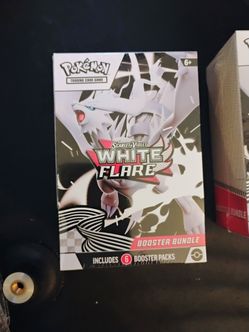 POKÉMON
TRADING CARD GAME
6+
SCARLET & VIOLET
WHITE
FLARE
BOOSTER BUNDLE
INCLUDES 6 BOOSTER PACKS